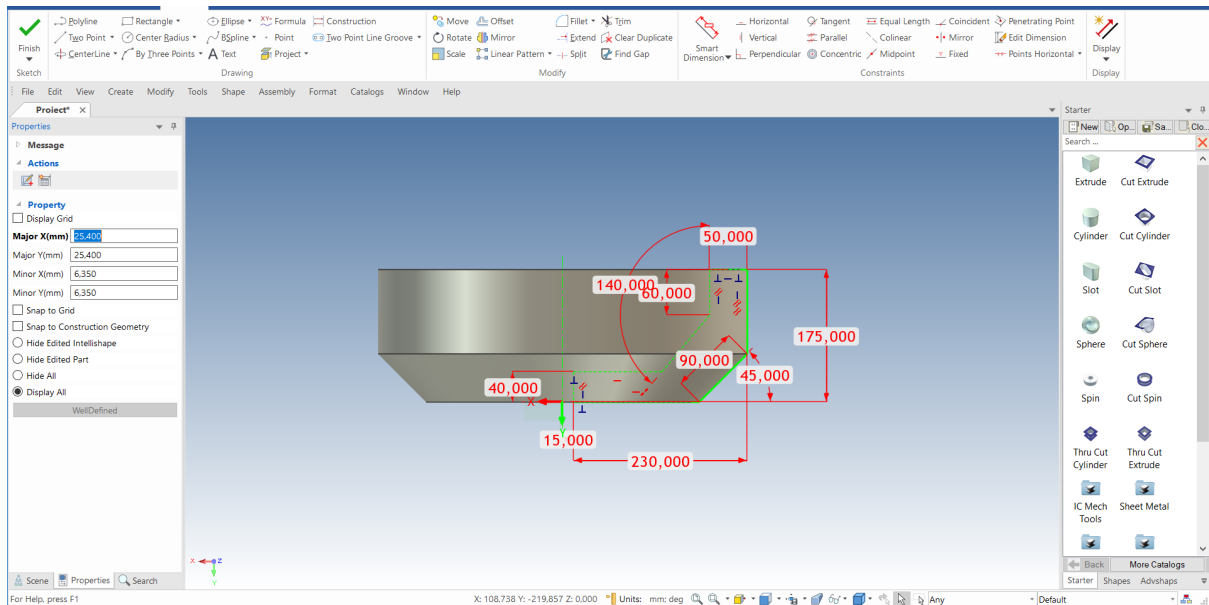 Polyline Rectangle Ellipse XY= Formula Construction Move Offset Fillet Trim Horizontal Tangent Equal Length Coincident Penetrating Point
Finish Two Point Center Radius BSpline Point Two Point Line Groove Rotate Mirror Extend Clear Duplicate Smart Dimension Vertical Parallel Colinear Mirror Edit Dimension Display
CenterLine By Three Points A Text Project Scale Linear Pattern Split Find Gap Perpendicular Concentric Midpoint Fixed Points Horizontal
Sketch Drawing Modify Constraints Display
File Edit View Create Modify Tools Shape Assembly Format Catalogs Window Help
Project* Starter
Properties New Op... Sa... Clo...
Message Search ...
Actions
Extrude Cut Extrude
Property
Display Grid
Major X(mm) 25,400
Major Y(mm) 25,400
Minor X(mm) 6,350
Minor Y(mm) 6,350
Snap to Grid
Snap to Construction Geometry
Hide Edited Intellishape
Hide Edited Part
Hide All
Display All
WellDefined
50,000
140,000
60,000
175,000
90,000
45,000
40,000
X
Y
15,000
230,000
X Z
Y
Cylinder Cut Cylinder
Slot Cut Slot
Sphere Cut Sphere
Spin Cut Spin
Thru Cut Cylinder Thru Cut Extrude
IC Mech Tools Sheet Metal
Back More Catalogs
Scene Properties Search Starter Shapes Advshaps
For Help, press F1 X: 108,738 Y: -219,857 Z: 0,000 Units: mm; deg Any Default